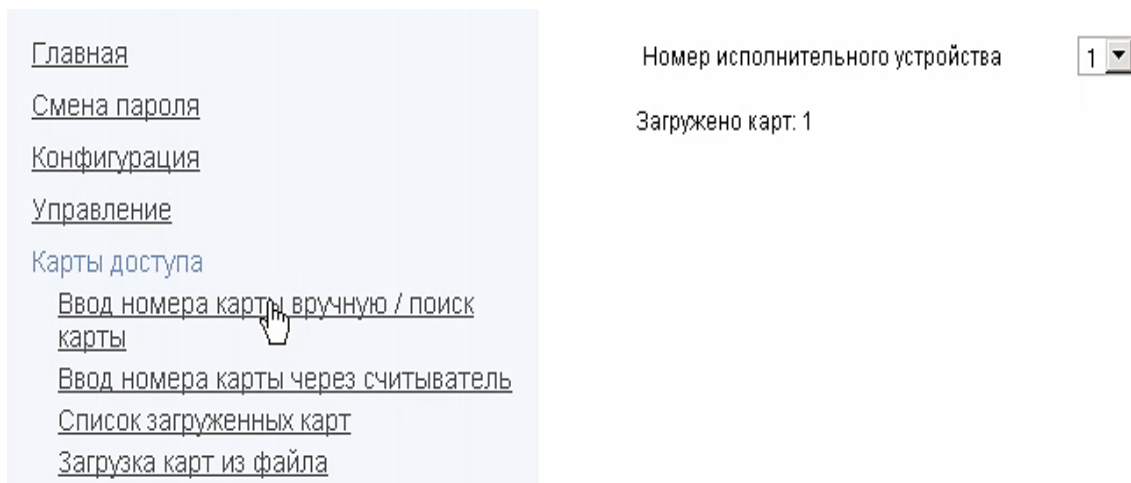 Главная
Смена пароля
Конфигурация
Управление
Карты доступа
Ввод номера карты вручную / поиск
карты
Ввод номера карты через считыватель
Список загруженных карт
Загрузка карт из файла
Номер исполнительного устройства 1
Загружено карт: 1